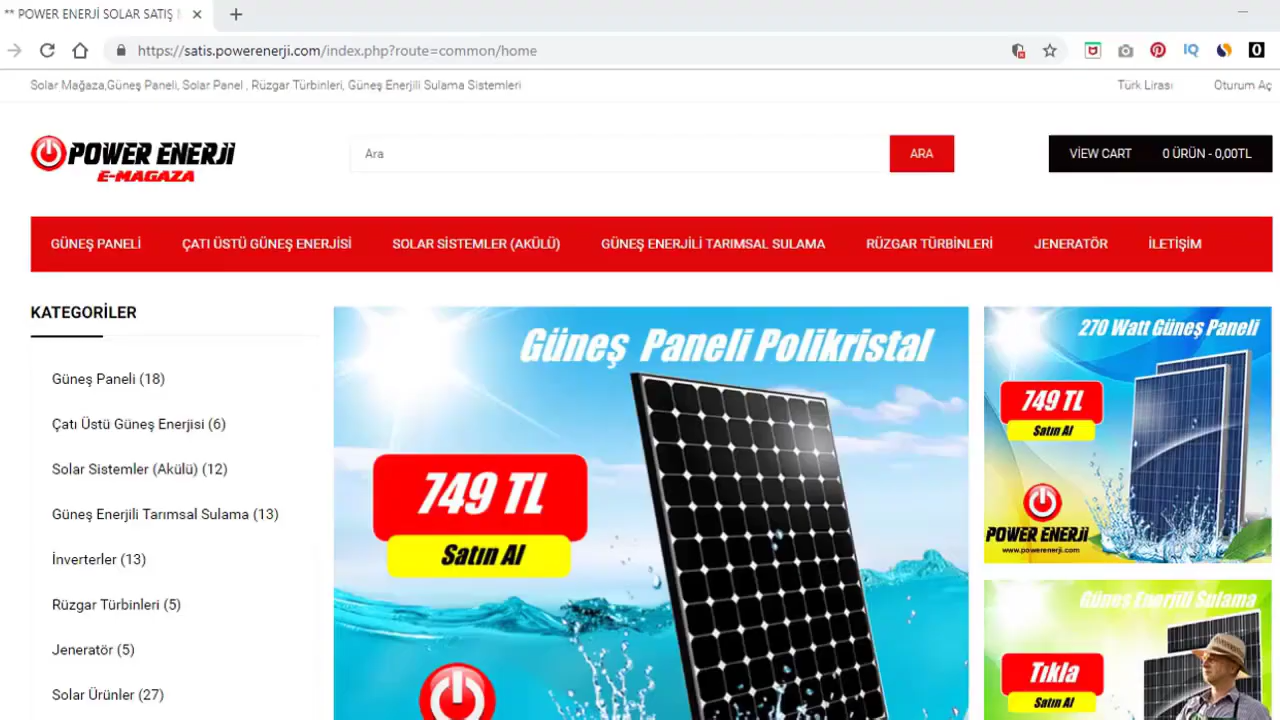 ** POWER ENERJİ SOLAR SATIŞ
https://satis.powerenerji.com/index.php?route=common/home
Solar Mağaza,Güneş Paneli, Solar Panel , Rüzgar Türbinleri, Güneş Enerjili Sulama Sistemleri
Türk Lirası
Oturum Aç
POWER ENERJİ
E-MAGAZA
Ara
ARA
VİEW CART
0 ÜRÜN - 0,00TL
GÜNEŞ PANELİ
ÇATI ÜSTÜ GÜNEŞ ENERJİSİ
SOLAR SİSTEMLER (AKÜLÜ)
GÜNEŞ ENERJİLİ TARIMSAL SULAMA
RÜZGAR TÜRBİNLERİ
JENERATÖR
İLETİŞİM
KATEGORİLER
Güneş Paneli (18)
Çatı Üstü Güneş Enerjisi (6)
Solar Sistemler (Akülü) (12)
Güneş Enerjili Tarımsal Sulama (13)
İnverterler (13)
Rüzgar Türbinleri (5)
Jeneratör (5)
Solar Ürünler (27)
Güneş Paneli Polikristal
749 TL
Satın Al
270 Watt Güneş Paneli
749 TL
Satın Al
POWER ENERJİ
www.powerenerji.com
Güneş Enerjili Sulama
Tıkla
Satın Al